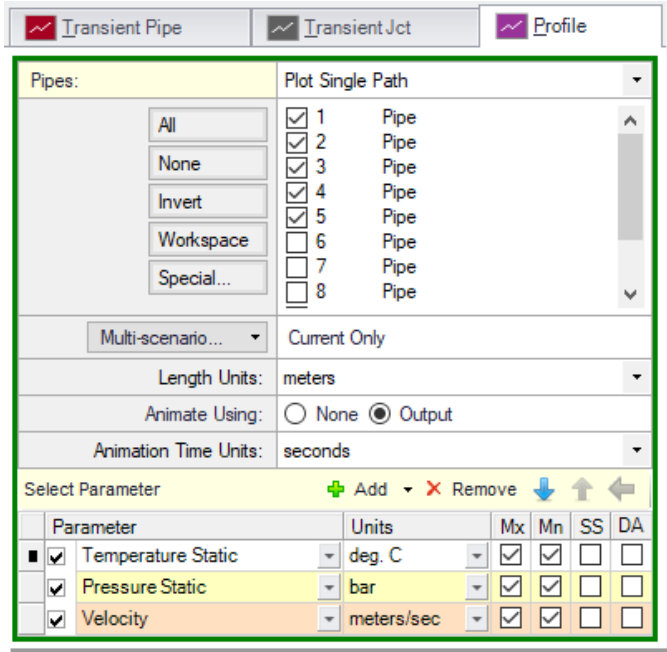 Transient Pipe Transient Jct Profile
Pipes: Plot Single Path
All
None
Invert
Workspace
Special...
1 Pipe
2 Pipe
3 Pipe
4 Pipe
5 Pipe
6 Pipe
7 Pipe
8 Pipe
Multi-scenario... Current Only
Length Units: meters
Animate Using: None Output
Animation Time Units: seconds
Select Parameter Add Remove
Parameter Units Mx Mn SS DA
Temperature Static deg. C
Pressure Static bar
Velocity meters/sec